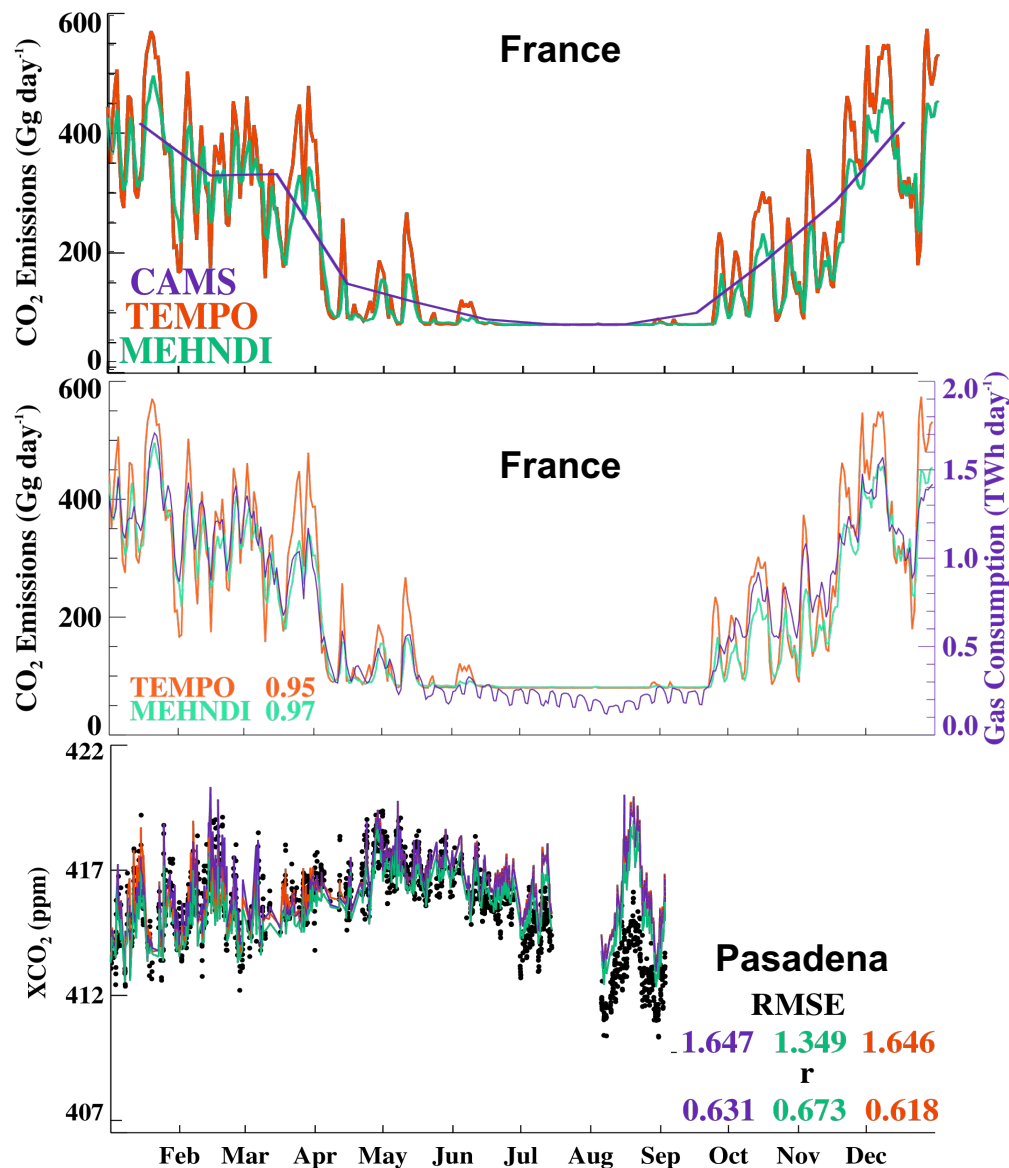 France
CO₂ Emissions (Gg day⁻¹)
600
400
200
0
CAMS
TEMPO
MEHNDI
France
CO₂ Emissions (Gg day⁻¹)
600
400
200
0
TEMPO 0.95
MEHNDI 0.97
2.0
1.5
1.0
0.5
0.0
Gas Consumption (TWh day⁻¹)
XCO₂ (ppm)
422
417
412
407
Pasadena
RMSE
1.647 1.349 1.646
r
0.631 0.673 0.618
Feb Mar Apr May Jun Jul Aug Sep Oct Nov Dec